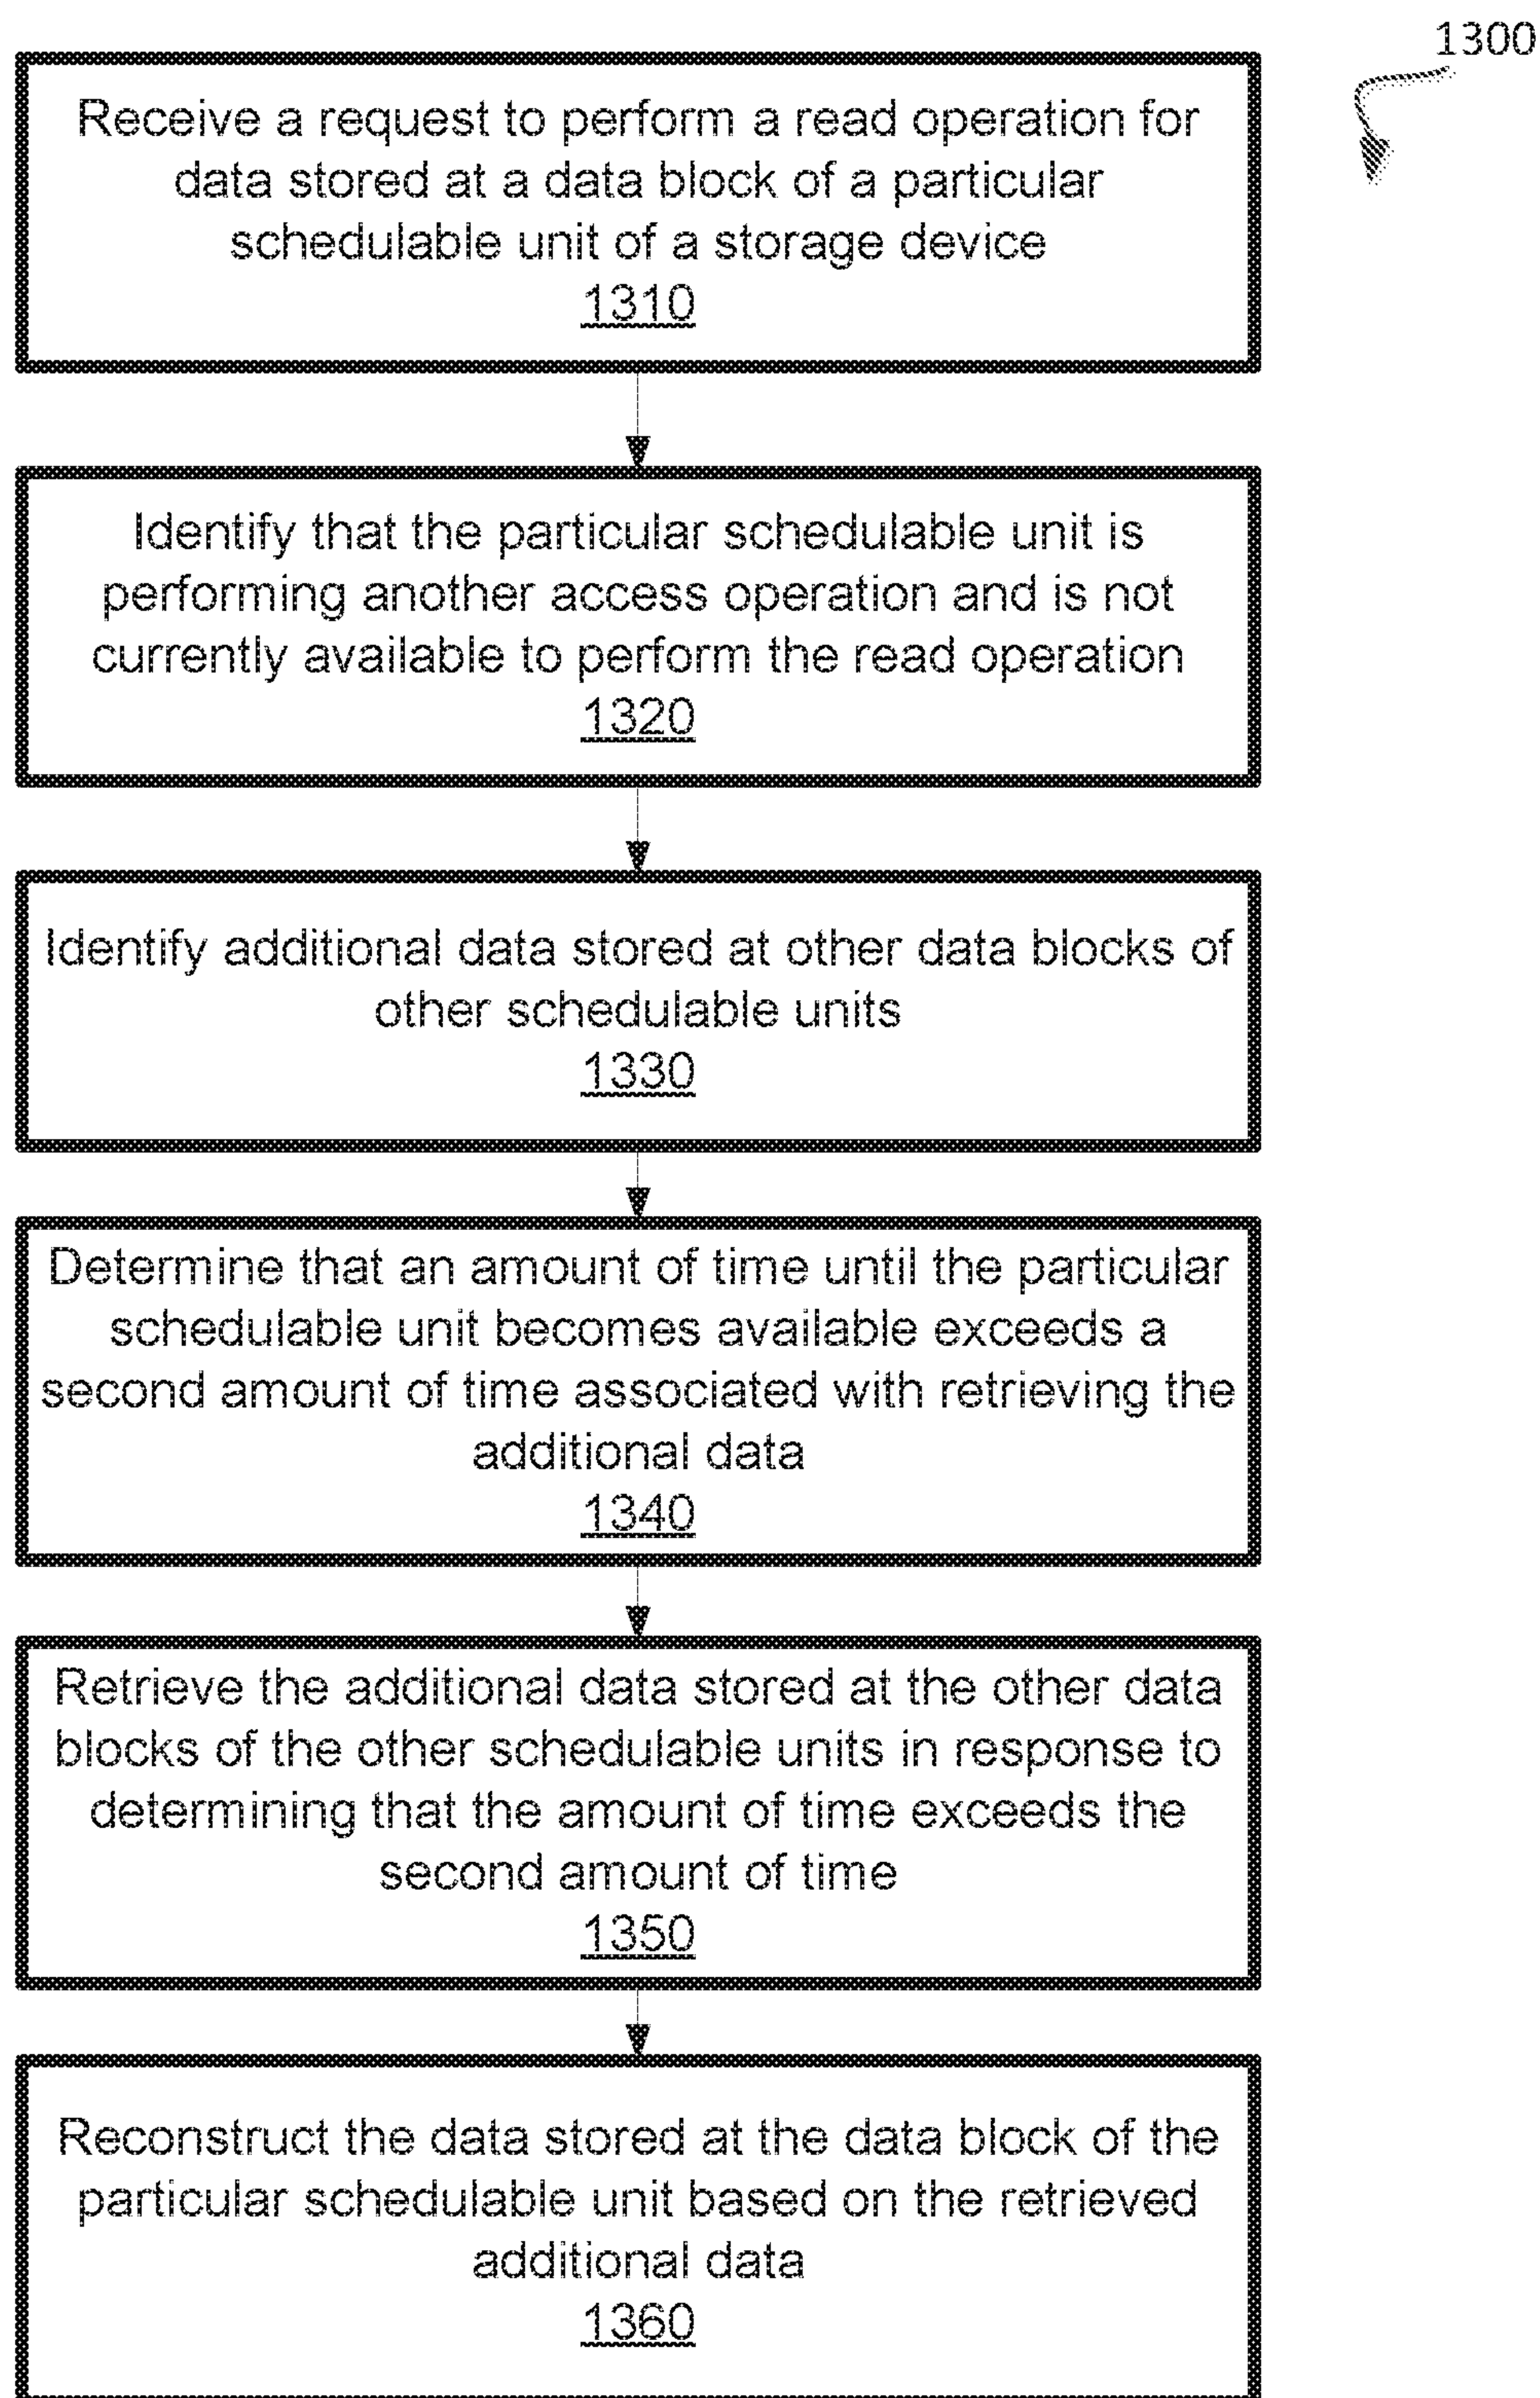 1300
Receive a request to perform a read operation for
data stored at a data block of a particular
schedulable unit of a storage device
1310
Identify that the particular schedulable unit is
performing another access operation and is not
currently available to perform the read operation
1320
Identify additional data stored at other data blocks of
other schedulable units
1330
Determine that an amount of time until the particular
schedulable unit becomes available exceeds a
second amount of time associated with retrieving the
additional data
1340
Retrieve the additional data stored at the other data
blocks of the other schedulable units in response to
determining that the amount of time exceeds the
second amount of time
1350
Reconstruct the data stored at the data block of the
particular schedulable unit based on the retrieved
additional data
1360